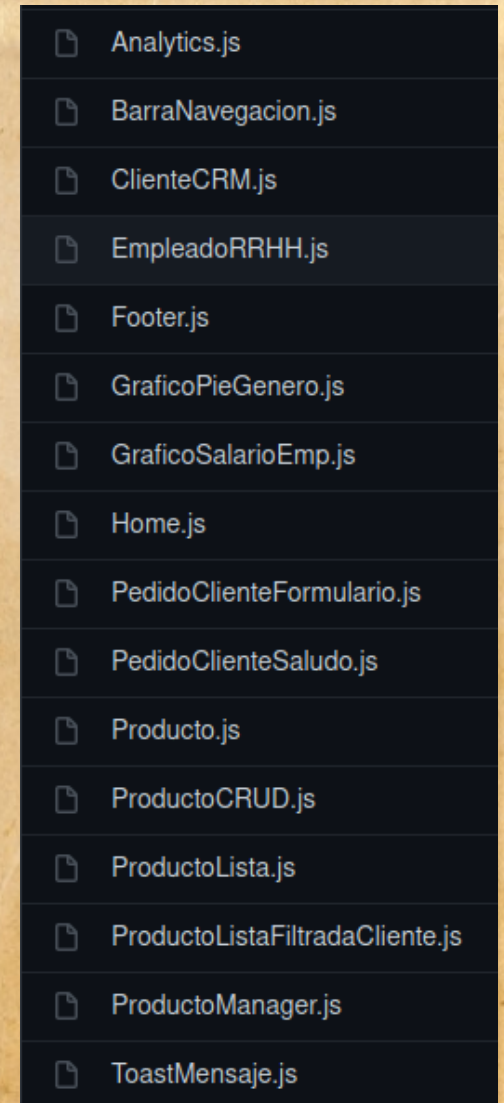 Analytics.js
BarraNavegacion.js
ClienteCRM.js
EmpleadoRRHH.js
Footer.js
GraficoPieGenero.js
GraficoSalarioEmp.js
Home.js
PedidoClienteFormulario.js
PedidoClienteSaludo.js
Producto.js
ProductoCRUD.js
ProductoLista.js
ProductoListaFiltradaCliente.js
ProductoManager.js
ToastMensaje.js